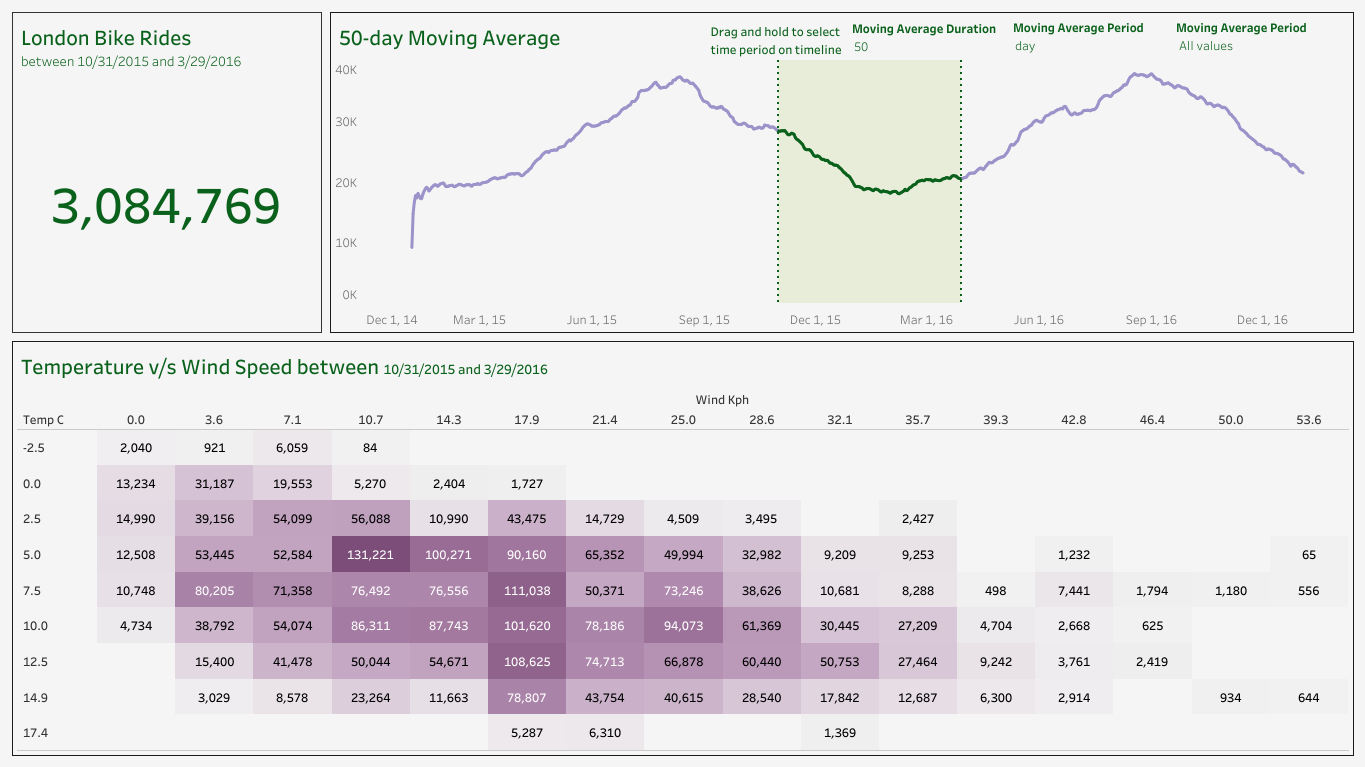 London Bike Rides
between 10/31/2015 and 3/29/2016
3,084,769
50-day Moving Average
Drag and hold to select
time period on timeline
Moving Average Duration
50
Moving Average Period
day
Moving Average Period
All values
40K
30K
20K
10K
0K
Dec 1, 14 Mar 1, 15 Jun 1, 15 Sep 1, 15 Dec 1, 15 Mar 1, 16 Jun 1, 16 Sep 1, 16 Dec 1, 16
Temperature v/s Wind Speed between 10/31/2015 and 3/29/2016
Wind Kph
Temp C 0.0 3.6 7.1 10.7 14.3 17.9 21.4 25.0 28.6 32.1 35.7 39.3 42.8 46.4 50.0 53.6
-2.5 2,040 921 6,059 84
0.0 13,234 31,187 19,553 5,270 2,404 1,727
2.5 14,990 39,156 54,099 56,088 10,990 43,475 14,729 4,509 3,495 2,427
5.0 12,508 53,445 52,584 131,221 100,271 90,160 65,352 49,994 32,982 9,209 9,253 1,232 65
7.5 10,748 80,205 71,358 76,492 76,556 111,038 50,371 73,246 38,626 10,681 8,288 498 7,441 1,794 1,180 556
10.0 4,734 38,792 54,074 86,311 87,743 101,620 78,186 94,073 61,369 30,445 27,209 4,704 2,668 625
12.5 15,400 41,478 50,044 54,671 108,625 74,713 66,878 60,440 50,753 27,464 9,242 3,761 2,419
14.9 3,029 8,578 23,264 11,663 78,807 43,754 40,615 28,540 17,842 12,687 6,300 2,914 934 644
17.4 5,287 6,310 1,369